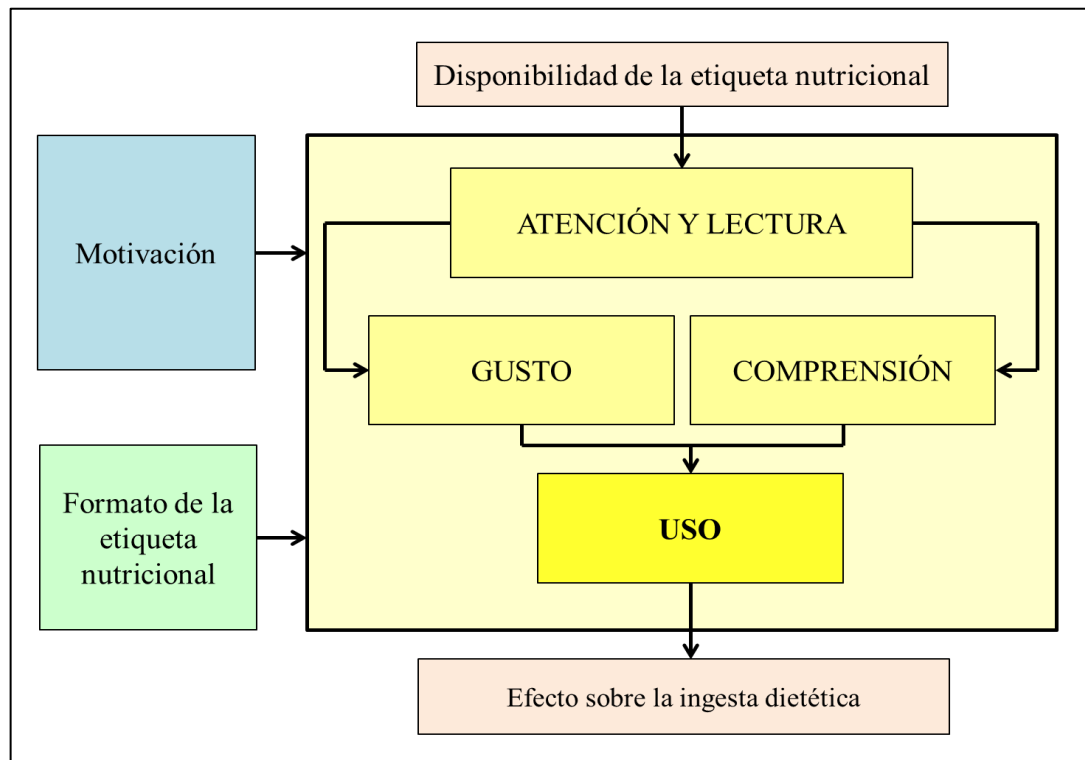 Disponibilidad de la etiqueta nutricional
Motivación
ATENCIÓN Y LECTURA
GUSTO
COMPRENSIÓN
Formato de la
etiqueta
nutricional
USO
Efecto sobre la ingesta dietética